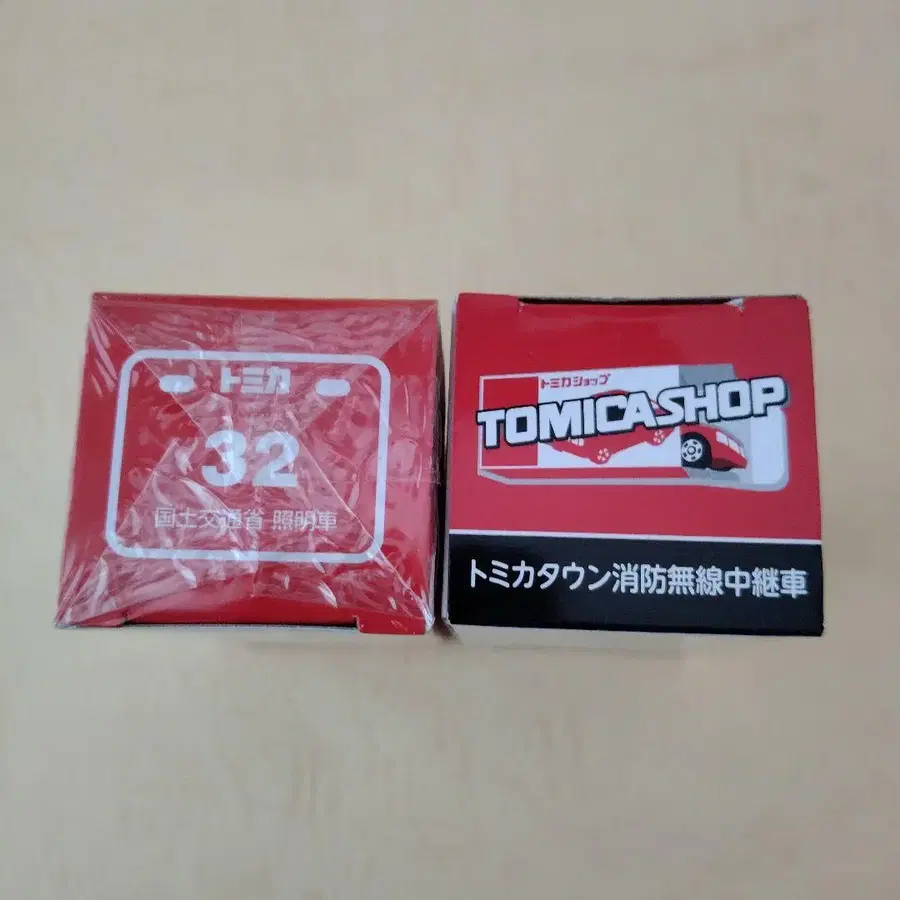 トミカ
32
国土交通省 照明車
トミカショップ
TOMICASHOP
トミカタウン消防無線中継車